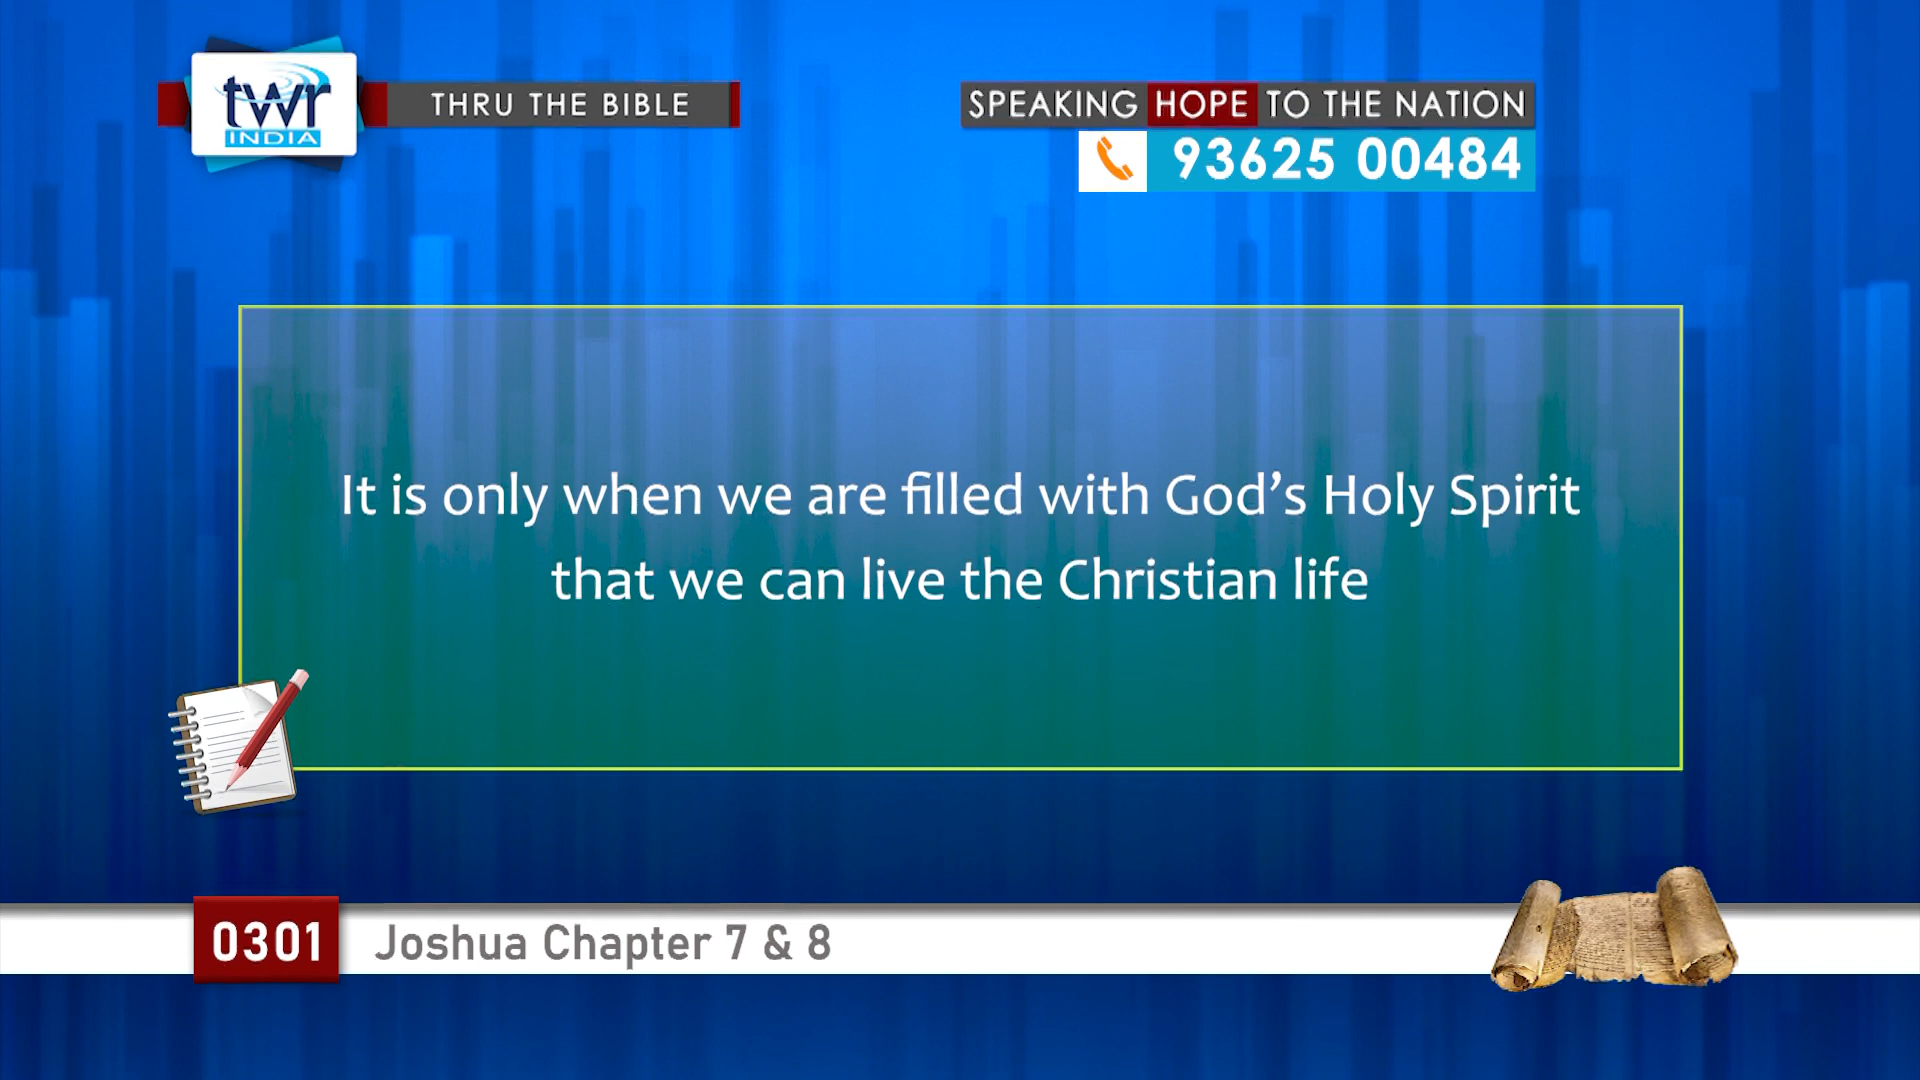 twr
INDIA
THRU THE BIBLE
SPEAKING HOPE TO THE NATION
93625 00484
It is only when we are filled with God’s Holy Spirit
that we can live the Christian life
0301
Joshua Chapter 7 & 8